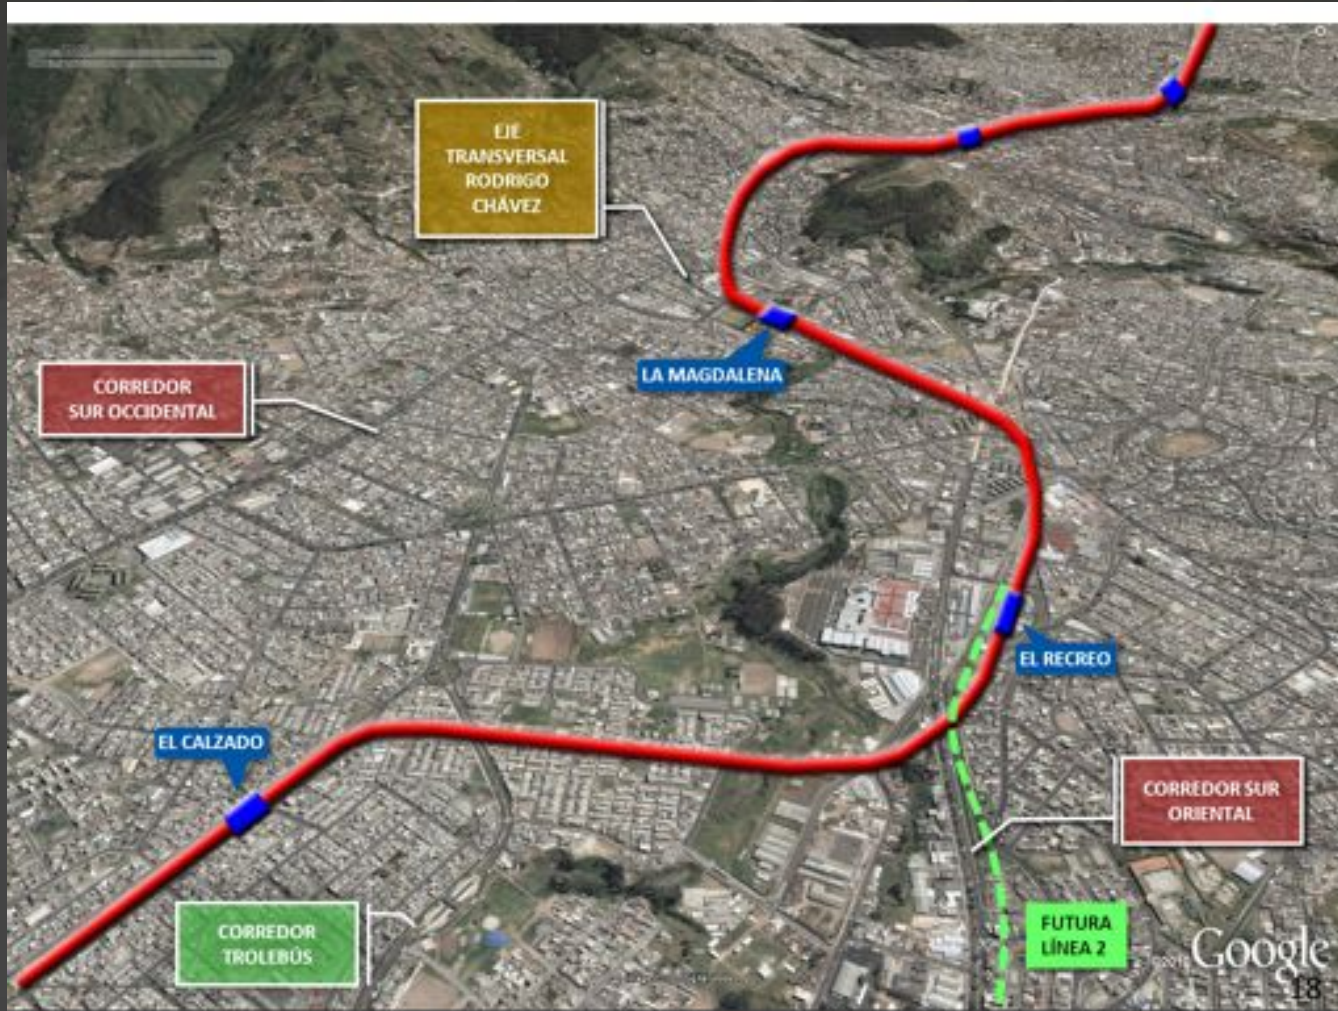 EJE
TRANSVERSAL
RODRIGO
CHÁVEZ
LA MAGDALENA
CORREDOR
SUR OCCIDENTAL
EL RECREO
EL CALZADO
CORREDOR SUR
ORIENTAL
CORREDOR
TROLEBÚS
FUTURA
LÍNEA 2
Google
18